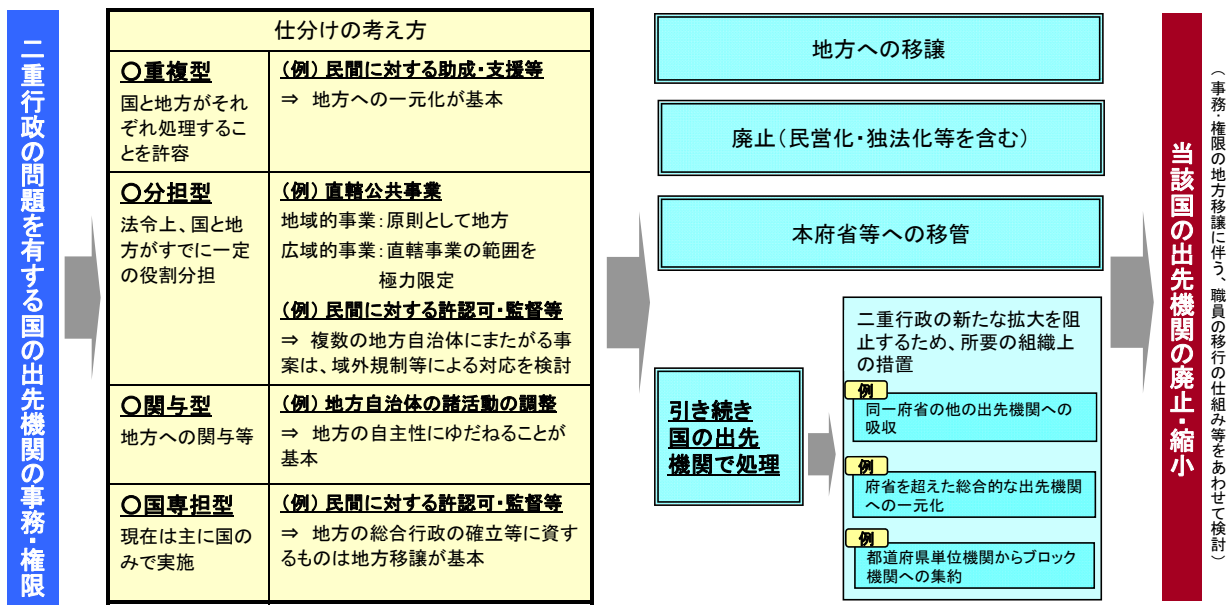 二重行政の問題を有する国の出先機関の事務・権限
仕分けの考え方
○重複型
国と地方がそれ
ぞれ処理するこ
とを許容
(例) 民間に対する助成・支援等
⇒ 地方への一元化が基本
○分担型
法令上、国と地
方がすでに一定
の役割分担
(例) 直轄公共事業
地域的事業:原則として地方
広域的事業:直轄事業の範囲を
極力限定
(例) 民間に対する許認可・監督等
⇒ 複数の地方自治体にまたがる事
案は、域外規制等による対応を検討
○関与型
地方への関与等
(例) 地方自治体の諸活動の調整
⇒ 地方の自主性にゆだねることが
基本
○国専担型
現在は主に国の
みで実施
(例) 民間に対する許認可・監督等
⇒ 地方の総合行政の確立等に資す
るものは地方移譲が基本
地方への移譲
廃止(民営化・独法化等を含む)
本府省等への移管
引き続き
国の出先
機関で処理
二重行政の新たな拡大を阻
止するため、所要の組織上
の措置
例
同一府省の他の出先機関への
吸収
例
府省を超えた総合的な出先機関
への一元化
例
都道府県単位機関からブロック
機関への集約
当該国の出先機関の廃止・縮小
(事務・権限の地方移譲に伴う、職員の移行の仕組み等をあわせて検討)